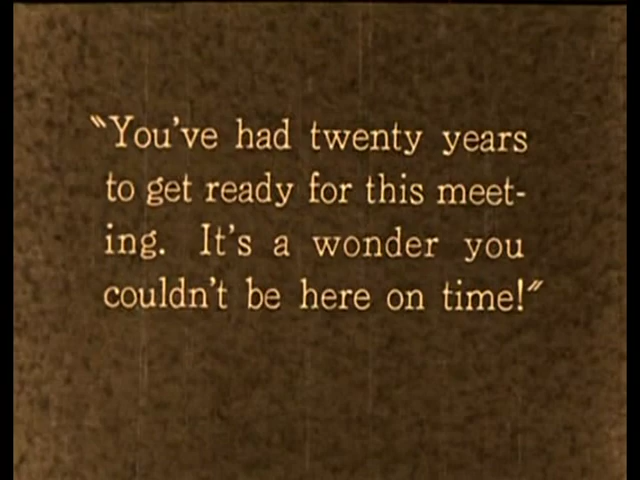 "You've had twenty years
to get ready for this meet-
ing. It's a wonder you
couldn't be here on time!"